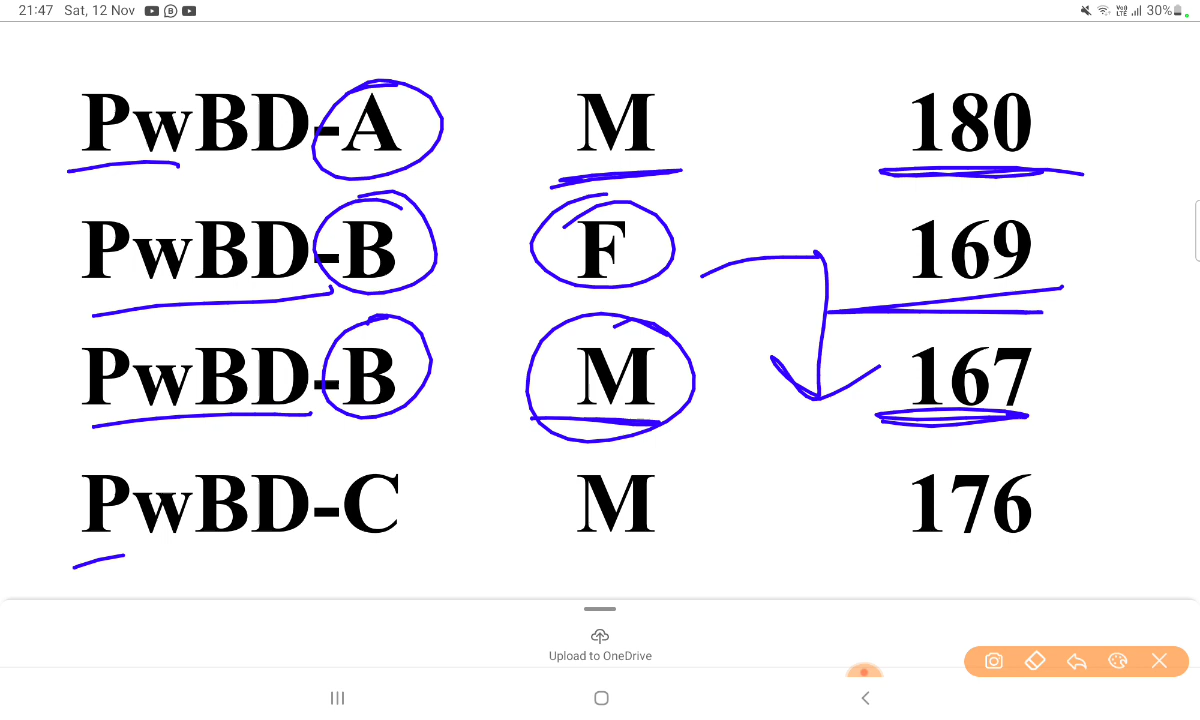 21:47 Sat, 12 Nov 30%
PwBD-A M 180
PwBD-B F 169
PwBD-B M 167
PwBD-C M 176
Upload to OneDrive